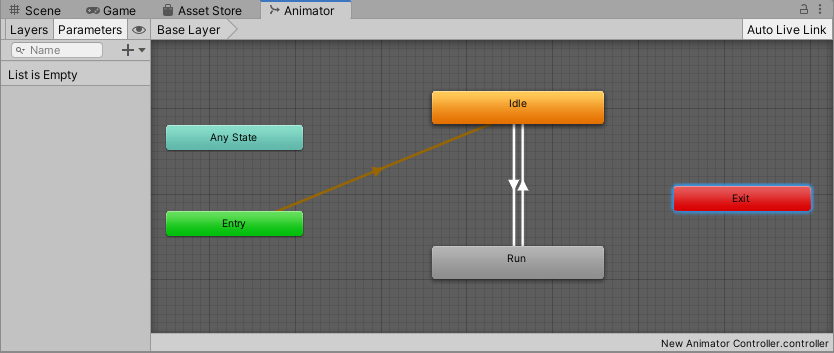 Scene Game Asset Store Animator
Layers Parameters Base Layer Auto Live Link
Name
List is Empty
Idle
Any State
Exit
Entry
Run
New Animator Controller.controller